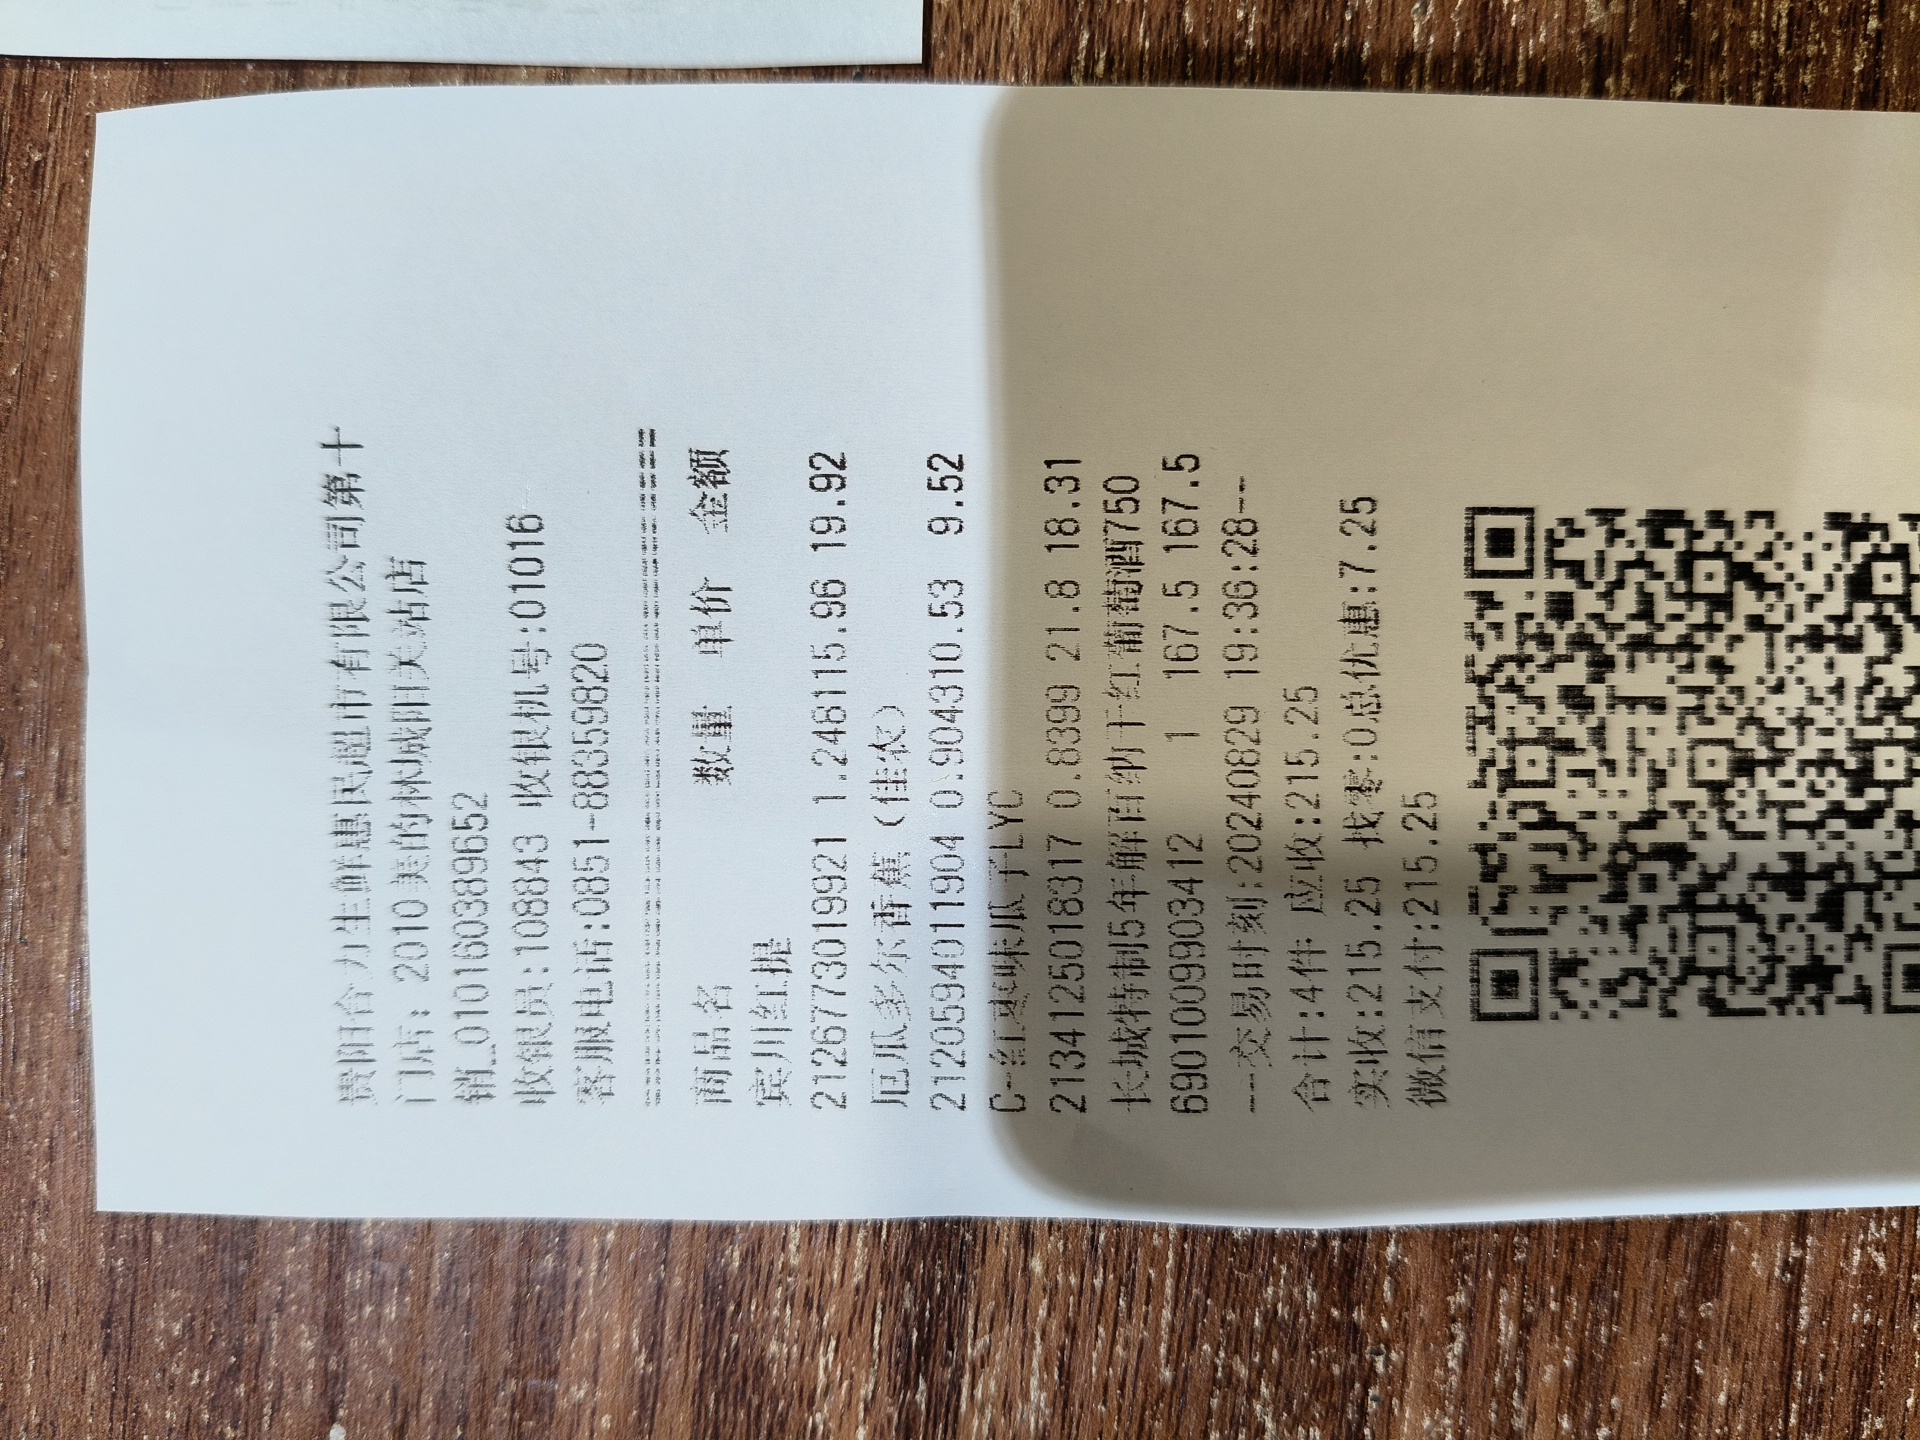 贵阳合力生鲜惠民超市有限公司第十
门店: 2010美的林城阳关站店
销_010160389652
收银员:108843 收银机号:01016
客服电话:0851-88359820
================================
商品名 数量 单价 金额
宾川红提
2126773019921 1.248115.96 19.92
厄瓜多尔香蕉（佳农）
2120594011904 0.904310.53 9.52
C-红枣味瓜子LYC
2134125018317 0.8399 21.8 18.31
长城特制5年解百纳干红葡萄酒750
6901009903412 1 167.5 167.5
--交易时刻:20240829 19:36:28--
合计:4件 应收:215.25
实收:215.25 找零:0总优惠:7.25
微信支付:215.25